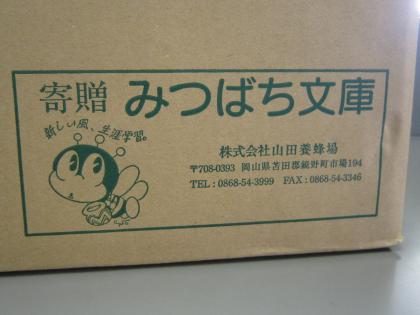 寄贈 みつばち文庫
新しい風、生涯学習。
株式会社山田養蜂場
〒708-0393 岡山県苫田郡鏡野町市場194
TEL : 0868-54-3999 FAX : 0868-54-3346